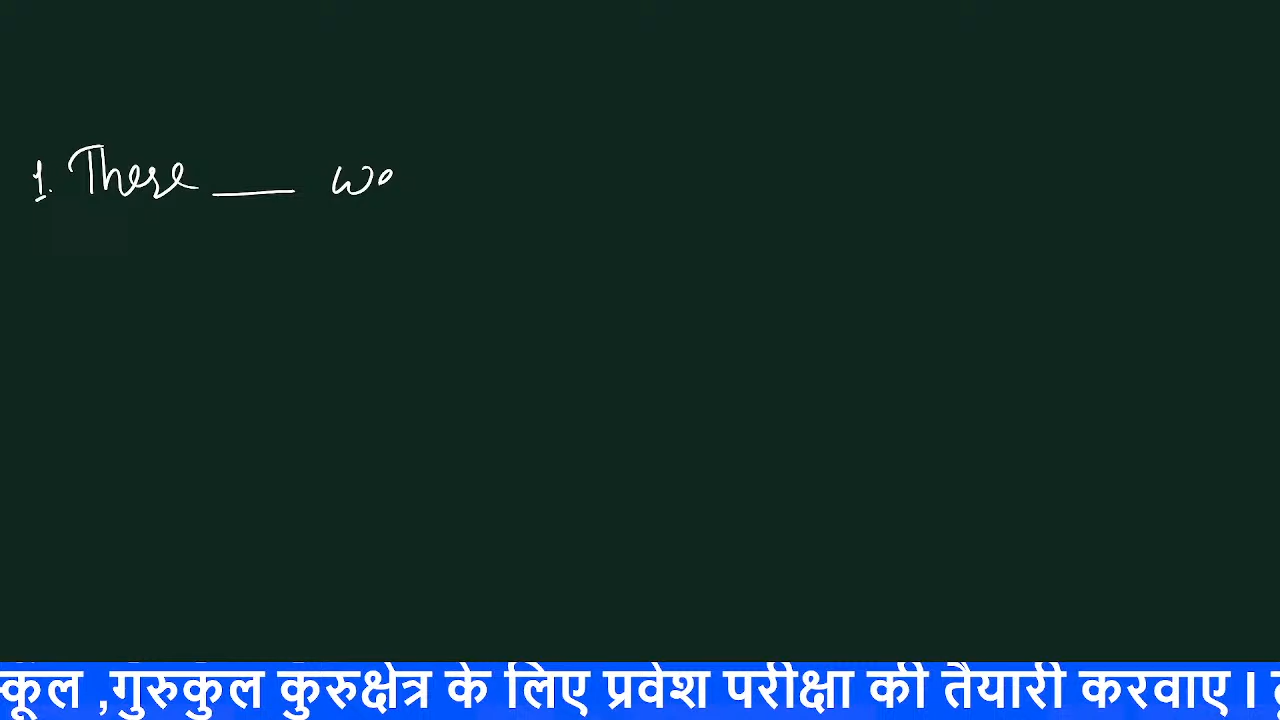 1. There ___ wo
स्कूल ,गुरुकुल कुरुक्षेत्र के लिए प्रवेश परीक्षा की तैयारी करवाए ।